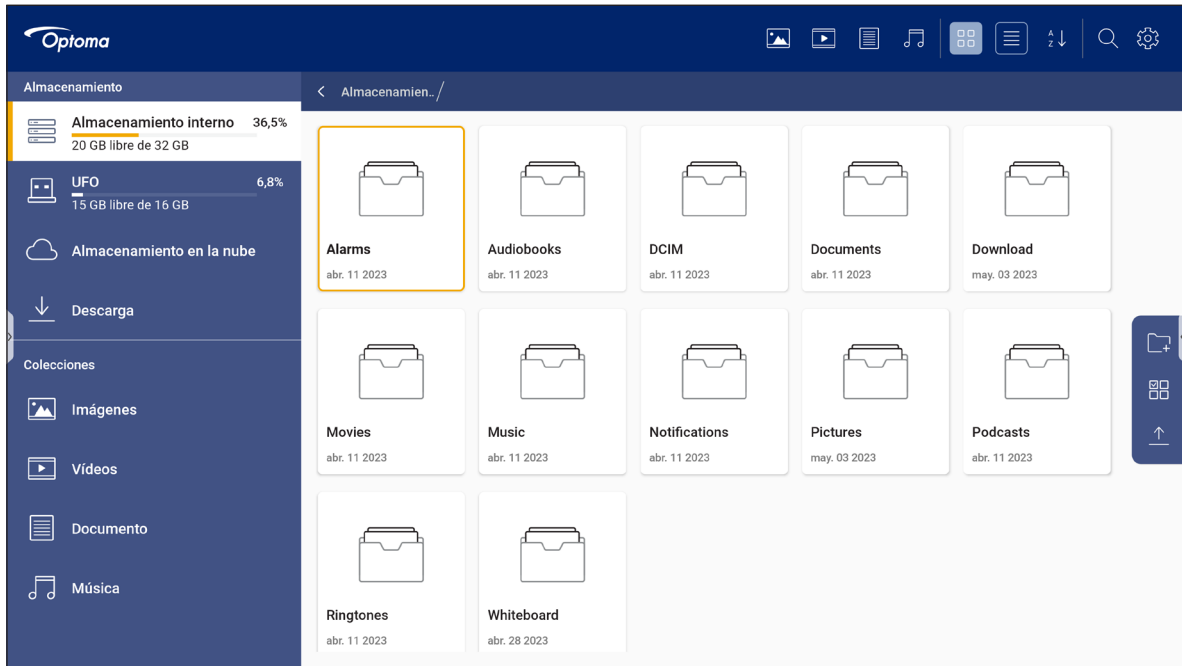 Optoma
A
Z
Almacenamiento
Almacenamien../
Almacenamiento interno 36,5%
20 GB libre de 32 GB
UFO 6,8%
15 GB libre de 16 GB
Almacenamiento en la nube
Descarga
Colecciones
Imágenes
Vídeos
Documento
Música
Alarms
abr. 11 2023
Audiobooks
abr. 11 2023
DCIM
abr. 11 2023
Documents
abr. 11 2023
Download
may. 03 2023
Movies
abr. 11 2023
Music
abr. 11 2023
Notifications
abr. 11 2023
Pictures
may. 03 2023
Podcasts
abr. 11 2023
Ringtones
abr. 11 2023
Whiteboard
abr. 28 2023